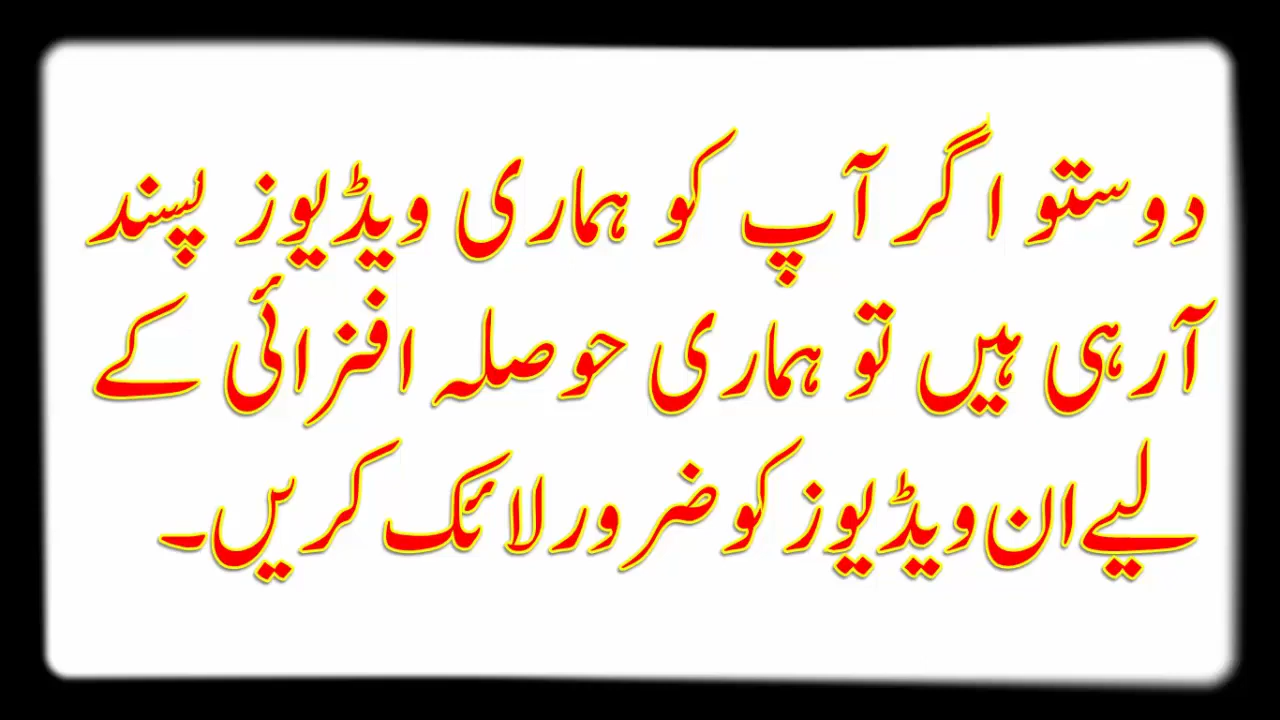 دوستو اگر آپ کو ہماری ویڈیوز پسند
آرہی ہیں تو ہماری حوصلہ افزائی کے
لیے ان ویڈیوز کو ضرور لائک کریں۔